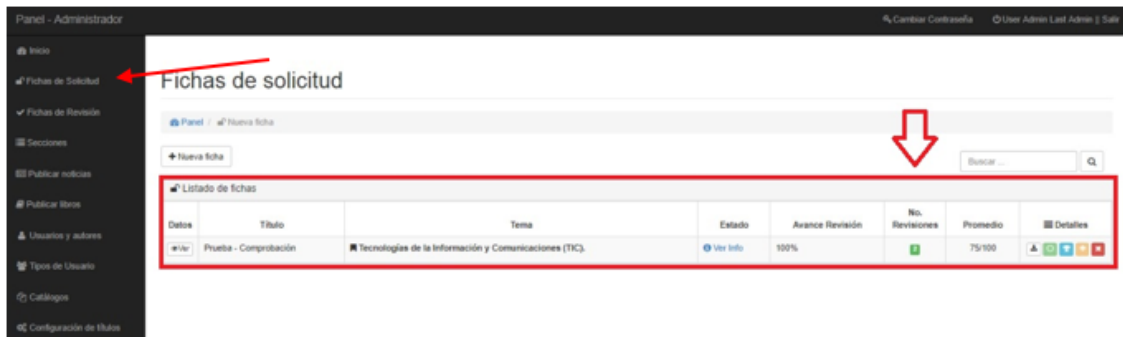 Panel - Administrador
Cambiar Contraseña
User Admin Last Admin || Salir
Inicio
Fichas de Solicitud
Fichas de Revisión
Secciones
Publicar noticias
Publicar libros
Usuarios y autores
Tipos de Usuario
Catálogos
Configuración de títulos
Fichas de solicitud
Panel / Nueva ficha
+ Nueva ficha
Buscar ...
Listado de fichas
Datos Título Tema Estado Avance Revisión No. Revisiones Promedio Detalles
Ver Prueba - Comprobación Tecnologías de la Información y Comunicaciones (TIC). Ver Info 100% 75/100